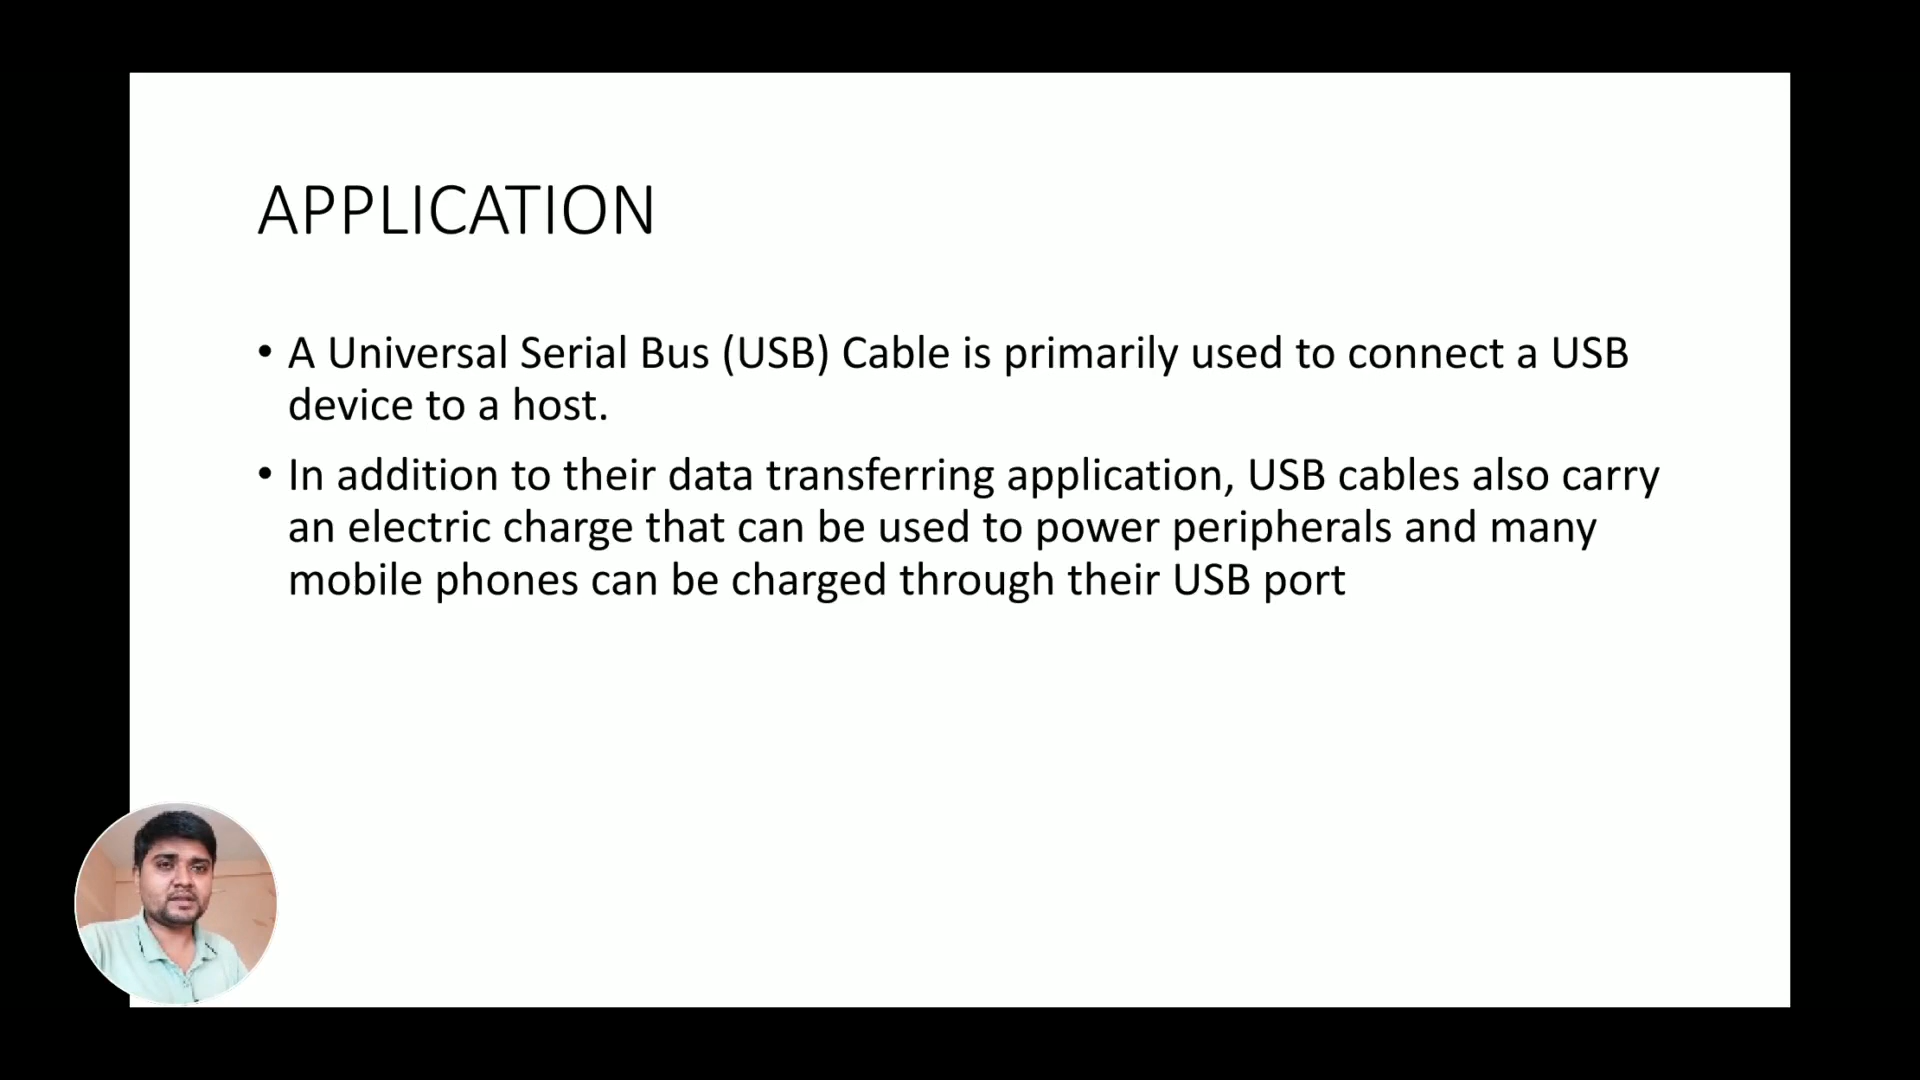 APPLICATION
• A Universal Serial Bus (USB) Cable is primarily used to connect a USB
device to a host.
• In addition to their data transferring application, USB cables also carry
an electric charge that can be used to power peripherals and many
mobile phones can be charged through their USB port